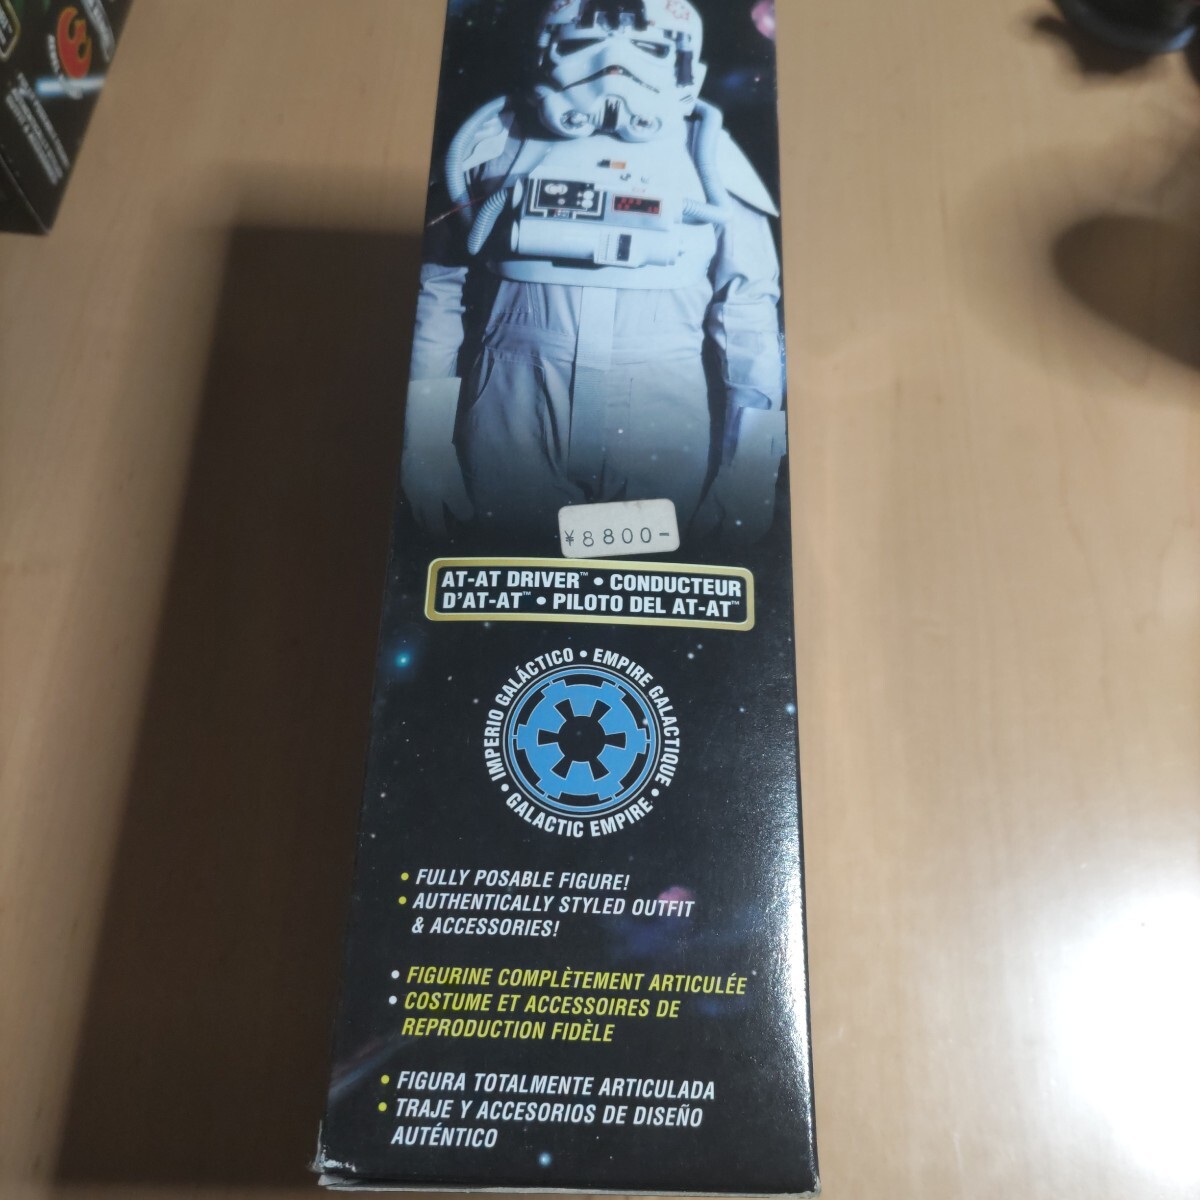 ¥8800-
AT-AT DRIVER™ • CONDUCTEUR
D'AT-AT™ • PILOTO DEL AT-AT™
• IMPERIO GALÁCTICO • EMPIRE GALACTIQUE
• GALACTIC EMPIRE •
• FULLY POSABLE FIGURE!
• AUTHENTICALLY STYLED OUTFIT
& ACCESSORIES!
• FIGURINE COMPLÈTEMENT ARTICULÉE
• COSTUME ET ACCESSOIRES DE
REPRODUCTION FIDÈLE
• FIGURA TOTALMENTE ARTICULADA
• TRAJE Y ACCESORIOS DE DISEÑO
AUTÉNTICO